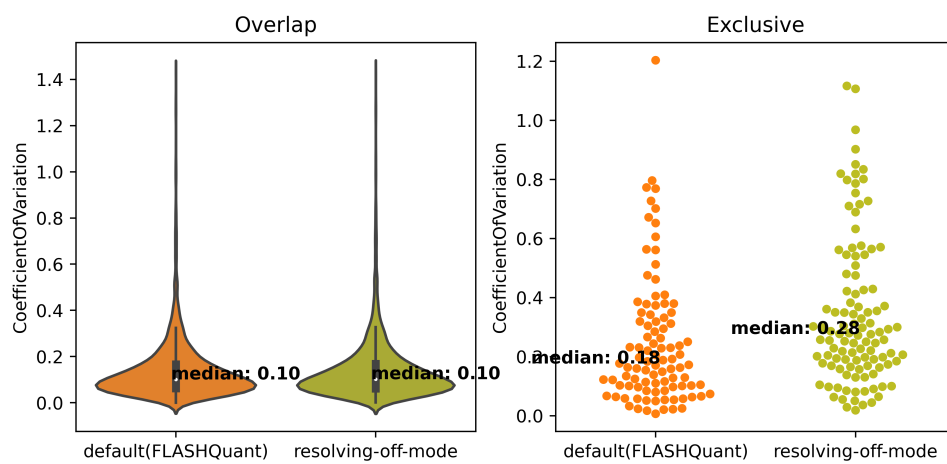 Overlap
CoefficientOfVariation
1.4
1.2
1.0
0.8
0.6
0.4
0.2
0.0
median: 0.10
median: 0.10
default(FLASHQuant)
resolving-off-mode
Exclusive
CoefficientOfVariation
1.2
1.0
0.8
0.6
0.4
0.2
0.0
median: 0.18
median: 0.28
default(FLASHQuant)
resolving-off-mode